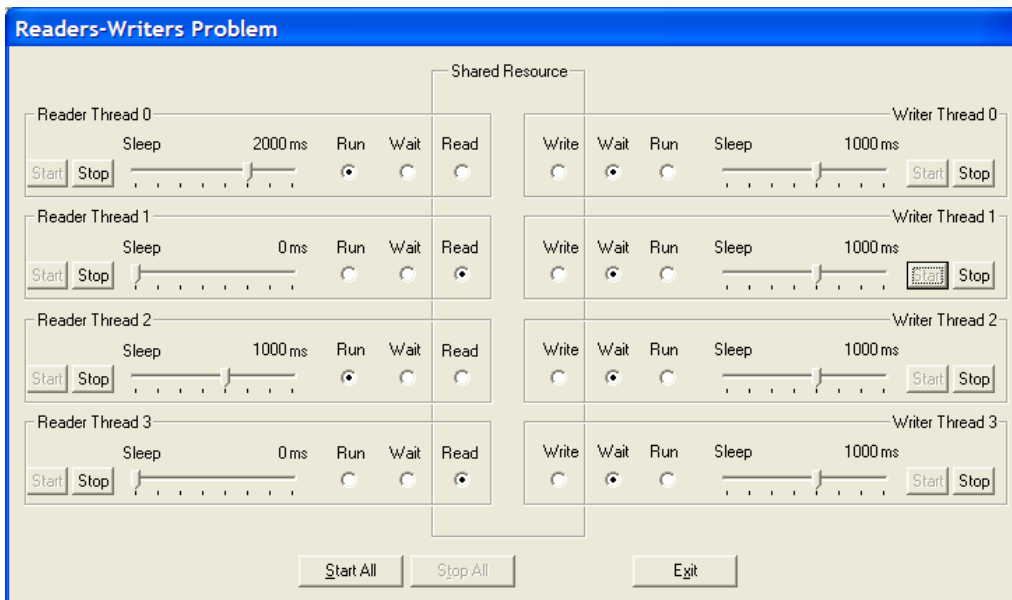 Readers-Writers Problem
Shared Resource
Reader Thread 0
Sleep 2000 ms Run Wait Read
Start Stop
Writer Thread 0
Write Wait Run Sleep 1000 ms
Start Stop
Reader Thread 1
Sleep 0 ms Run Wait Read
Start Stop
Writer Thread 1
Write Wait Run Sleep 1000 ms
Start Stop
Reader Thread 2
Sleep 1000 ms Run Wait Read
Start Stop
Writer Thread 2
Write Wait Run Sleep 1000 ms
Start Stop
Reader Thread 3
Sleep 0 ms Run Wait Read
Start Stop
Writer Thread 3
Write Wait Run Sleep 1000 ms
Start Stop
Start All Stop All Exit